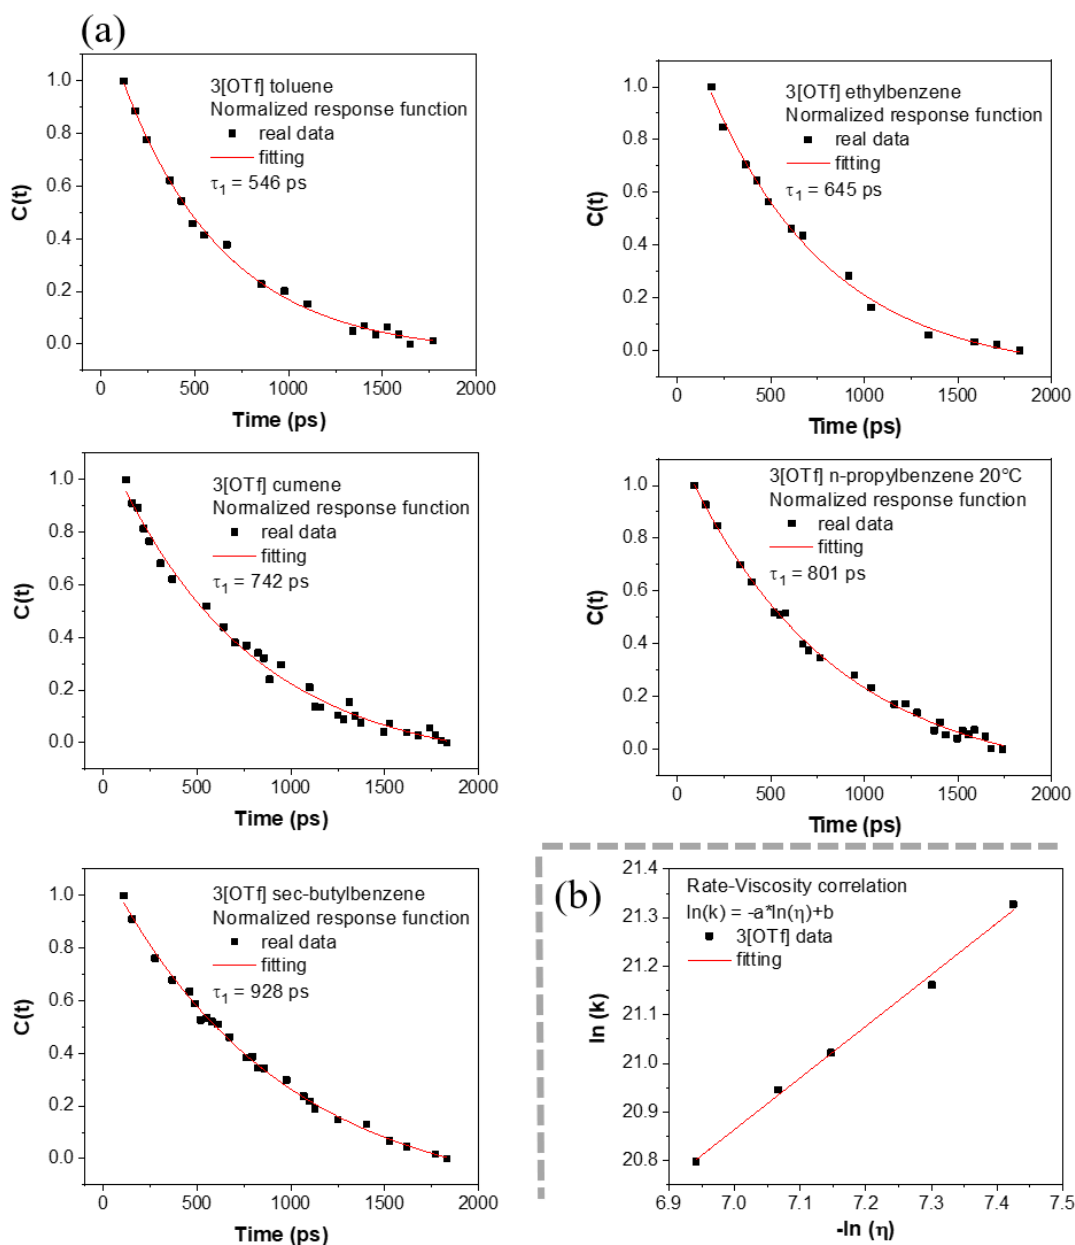 (a)
3[OTf] toluene
Normalized response function
real data
fitting
τ1 = 546 ps
C(t)
1.0
0.8
0.6
0.4
0.2
0.0
0 500 1000 1500 2000
Time (ps)
3[OTf] ethylbenzene
Normalized response function
real data
fitting
τ1 = 645 ps
C(t)
1.0
0.8
0.6
0.4
0.2
0.0
0 500 1000 1500 2000
Time (ps)
3[OTf] cumene
Normalized response function
real data
fitting
τ1 = 742 ps
C(t)
1.0
0.8
0.6
0.4
0.2
0.0
0 500 1000 1500 2000
Time (ps)
3[OTf] n-propylbenzene 20°C
Normalized response function
real data
fitting
τ1 = 801 ps
C(t)
1.0
0.8
0.6
0.4
0.2
0.0
0 500 1000 1500 2000
Time (ps)
3[OTf] sec-butylbenzene
Normalized response function
real data
fitting
τ1 = 928 ps
C(t)
1.0
0.8
0.6
0.4
0.2
0.0
0 500 1000 1500 2000
Time (ps)
(b)
Rate-Viscosity correlation
ln(k) = -a*ln(η)+b
3[OTf] data
fitting
ln (k)
21.4
21.3
21.2
21.1
21.0
20.9
20.8
6.9 7.0 7.1 7.2 7.3 7.4 7.5
-ln (η)